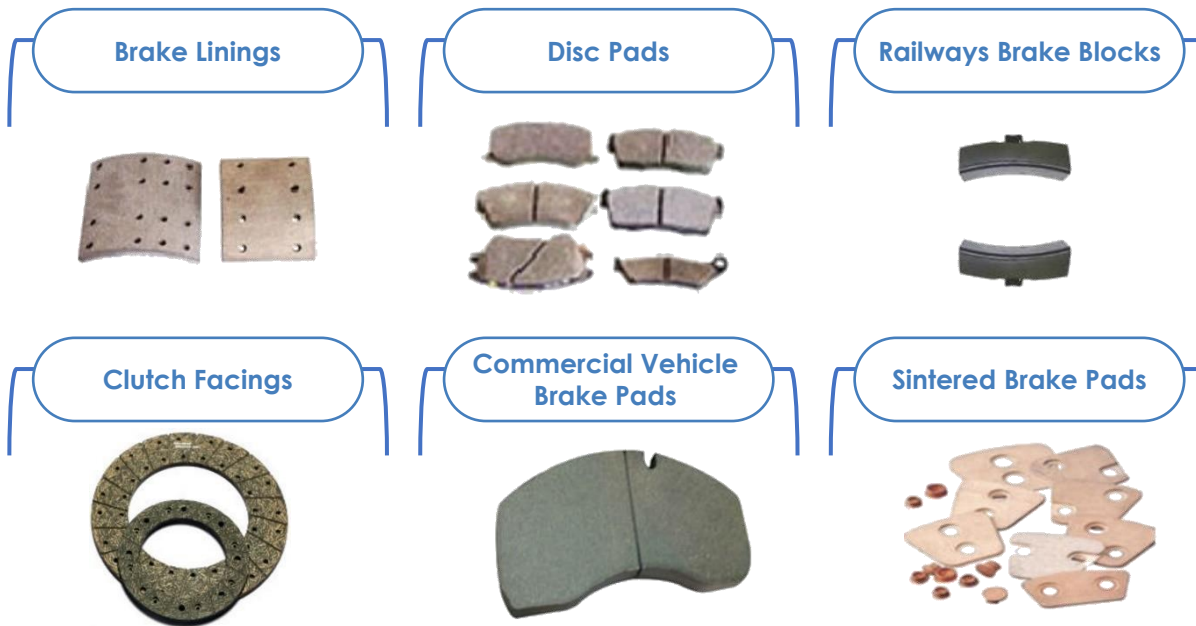 Brake Linings
Disc Pads
Railways Brake Blocks
Clutch Facings
Commercial Vehicle
Brake Pads
Sintered Brake Pads